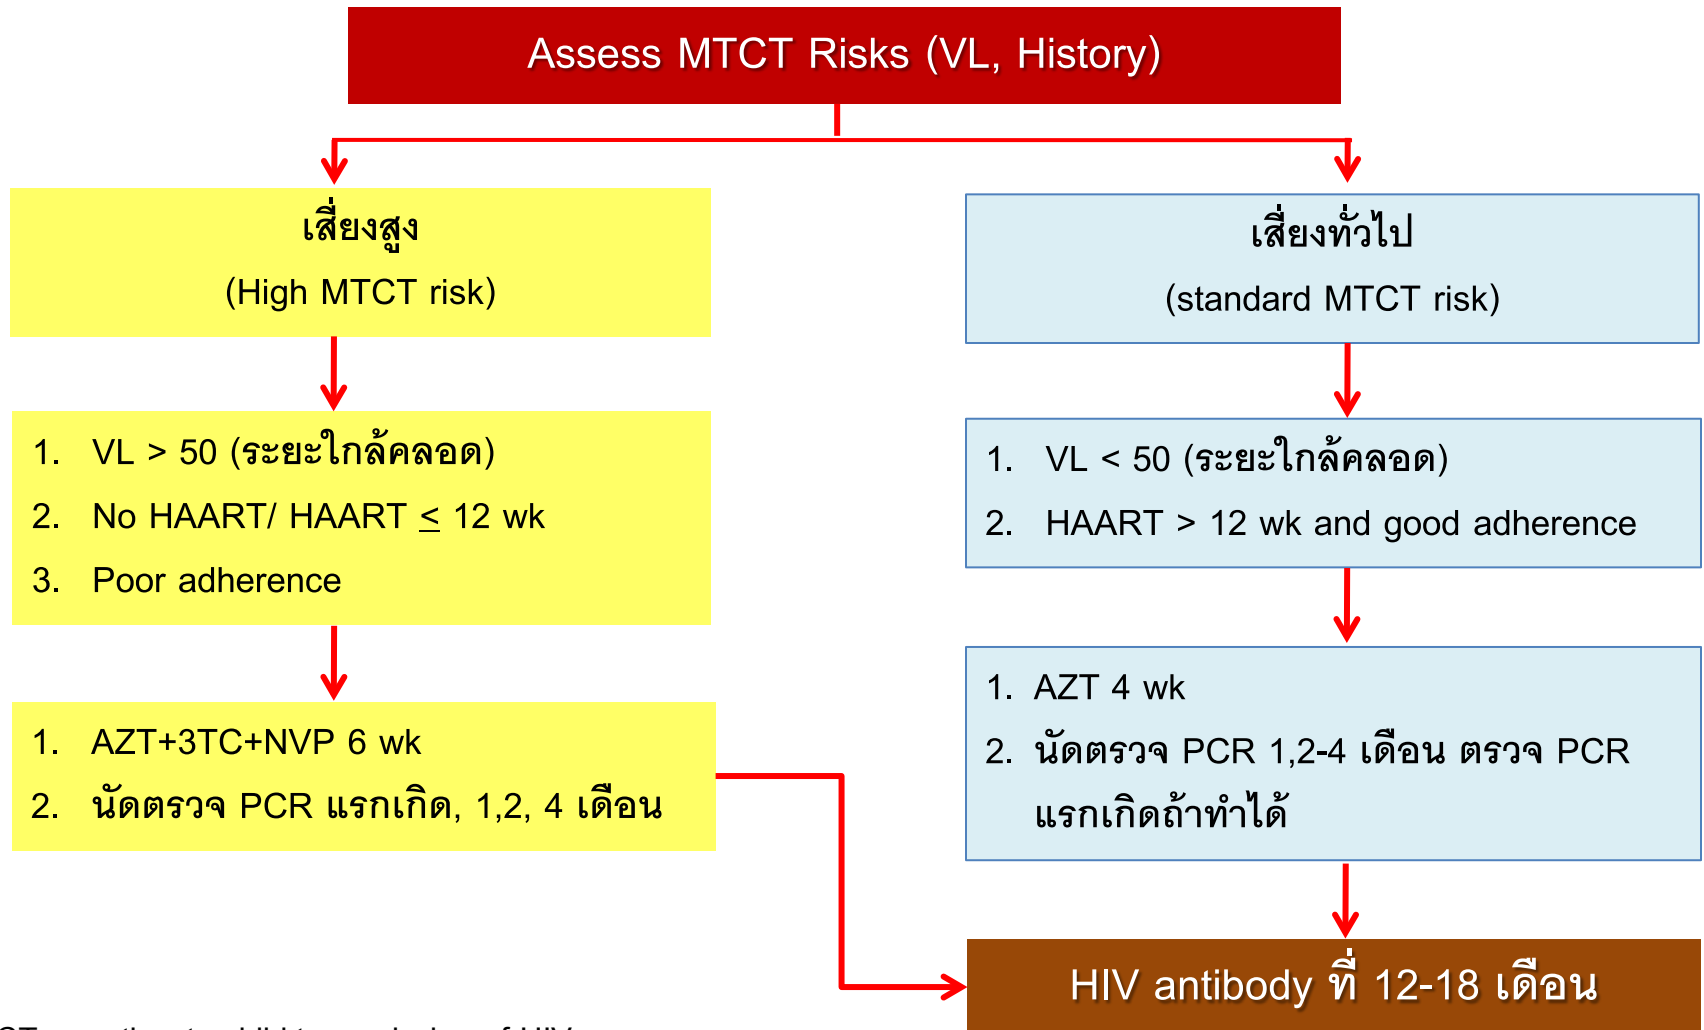 Assess MTCT Risks (VL, History)
เสี่ยงสูง
(High MTCT risk)
1. VL > 50 (ระยะใกล้คลอด)
2. No HAART/ HAART < 12 wk
3. Poor adherence
1. AZT+3TC+NVP 6 wk
2. นัดตรวจ PCR แรกเกิด, 1,2, 4 เดือน
เสี่ยงทั่วไป
(standard MTCT risk)
1. VL < 50 (ระยะใกล้คลอด)
2. HAART > 12 wk and good adherence
1. AZT 4 wk
2. นัดตรวจ PCR 1,2-4 เดือน ตรวจ PCR
แรกเกิดถ้าทำได้
HIV antibody ที่ 12-18 เดือน